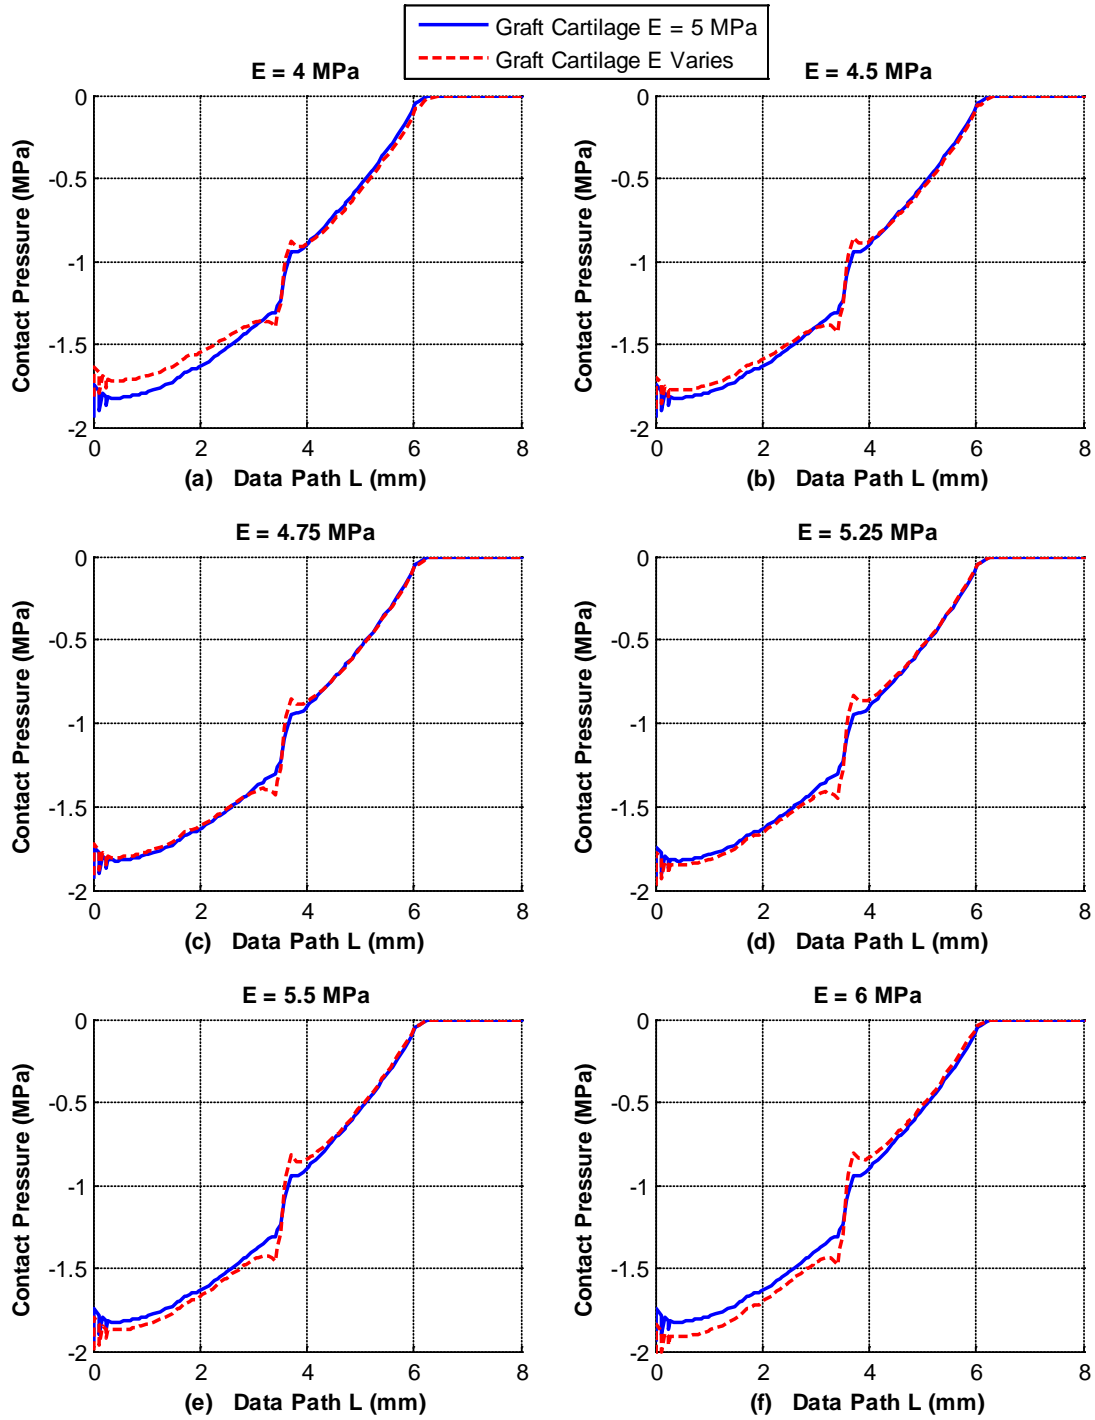 Graft Cartilage E = 5 MPa
Graft Cartilage E Varies
E = 4 MPa
0
-0.5
-1
-1.5
-2
Contact Pressure (MPa)
0 2 4 6 8
(a) Data Path L (mm)
E = 4.5 MPa
0
-0.5
-1
-1.5
-2
Contact Pressure (MPa)
0 2 4 6 8
(b) Data Path L (mm)
E = 4.75 MPa
0
-0.5
-1
-1.5
-2
Contact Pressure (MPa)
0 2 4 6 8
(c) Data Path L (mm)
E = 5.25 MPa
0
-0.5
-1
-1.5
-2
Contact Pressure (MPa)
0 2 4 6 8
(d) Data Path L (mm)
E = 5.5 MPa
0
-0.5
-1
-1.5
-2
Contact Pressure (MPa)
0 2 4 6 8
(e) Data Path L (mm)
E = 6 MPa
0
-0.5
-1
-1.5
-2
Contact Pressure (MPa)
0 2 4 6 8
(f) Data Path L (mm)